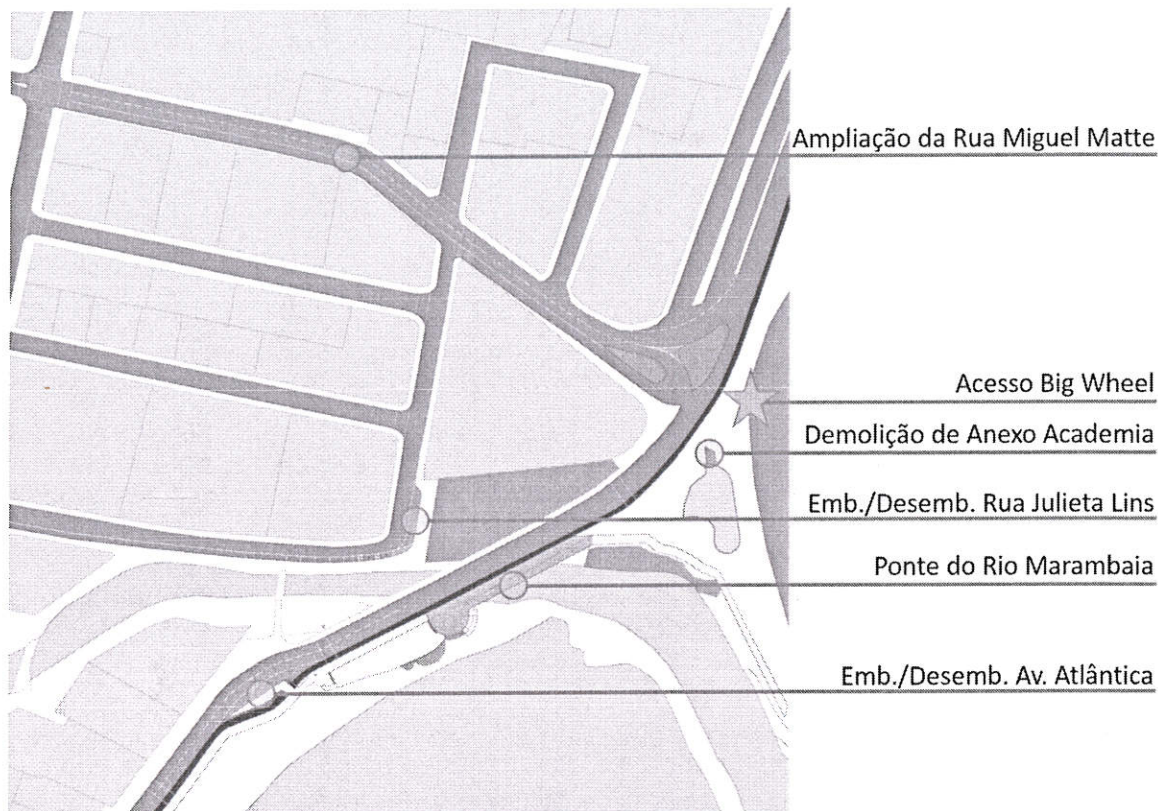 Ampliação da Rua Miguel Matte
Acesso Big Wheel
Demolição de Anexo Academia
Emb./Desemb. Rua Julieta Lins
Ponte do Rio Marambaia
Emb./Desemb. Av. Atlântica